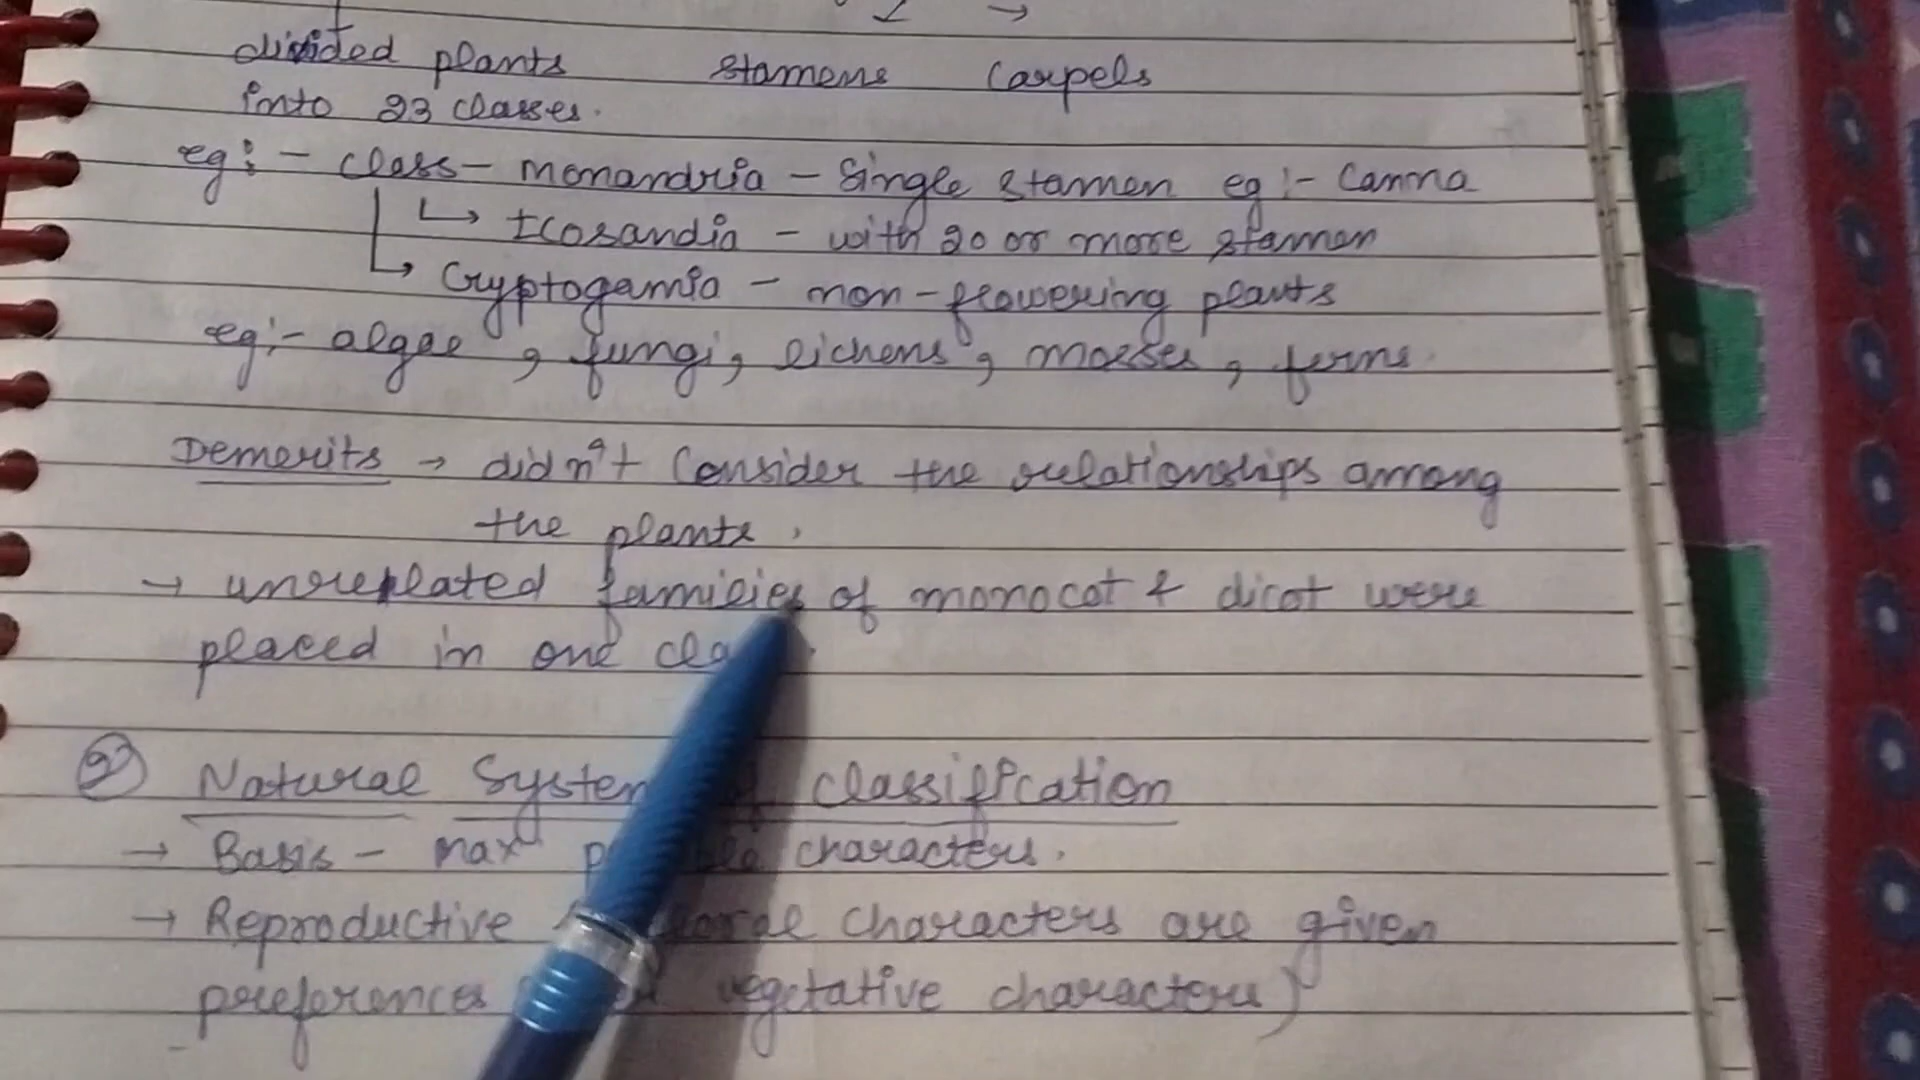 divided plants stamens Carpels
into 23 classes.
eg:- class - monandria - Single stamen eg:- Canna
↳ Icosandia - with 20 or more stamen
↳ Cryptogamia - non-flowering plants
eg:- algae, fungi, lichens, mosses, ferns.
Demerits → didn't Consider the relationships among
the plants.
→ unrelated families of monocot & dicot were
placed in one
2) Natural System classification
→ Basis - maxm characters.
→ Reproductive characters are given
preferences vegetative characters)